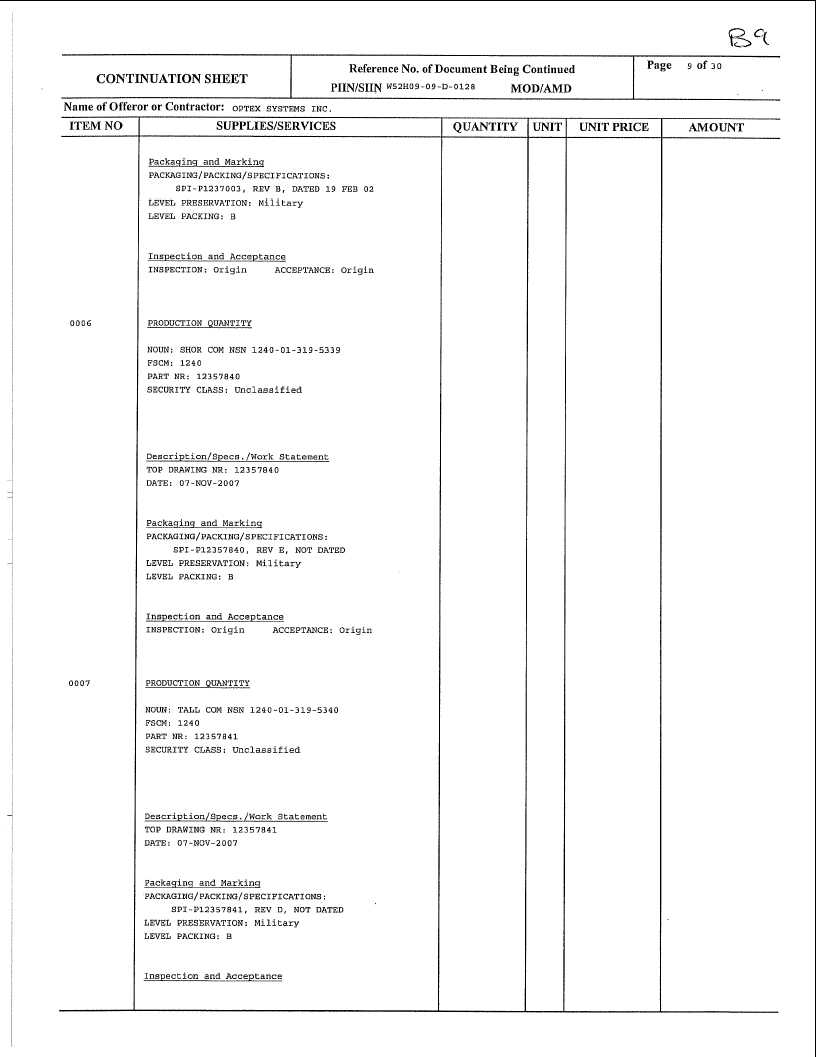 B9
CONTINUATION SHEET
Reference No. of Document Being Continued
PIIN/SIIN W52H09-09-D-0128 MOD/AMD
Page 9 of 30
Name of Offeror or Contractor: OPTEX SYSTEMS INC.
ITEM NO SUPPLIES/SERVICES QUANTITY UNIT UNIT PRICE AMOUNT
Packaging and Marking
PACKAGING/PACKING/SPECIFICATIONS:
SPI-P1237003, REV B, DATED 19 FEB 02
LEVEL PRESERVATION: Military
LEVEL PACKING: B
Inspection and Acceptance
INSPECTION: Origin ACCEPTANCE: Origin
0006 PRODUCTION QUANTITY
NOUN: SHOR COM NSN 1240-01-319-5339
FSCM: 1240
PART NR: 12357840
SECURITY CLASS: Unclassified
Description/Specs./Work Statement
TOP DRAWING NR: 12357840
DATE: 07-NOV-2007
Packaging and Marking
PACKAGING/PACKING/SPECIFICATIONS:
SPI-P12357840, REV E, NOT DATED
LEVEL PRESERVATION: Military
LEVEL PACKING: B
Inspection and Acceptance
INSPECTION: Origin ACCEPTANCE: Origin
0007 PRODUCTION QUANTITY
NOUN: TALL COM NSN 1240-01-319-5340
FSCM: 1240
PART NR: 12357841
SECURITY CLASS: Unclassified
Description/Specs./Work Statement
TOP DRAWING NR: 12357841
DATE: 07-NOV-2007
Packaging and Marking
PACKAGING/PACKING/SPECIFICATIONS:
SPI-P12357841, REV D, NOT DATED
LEVEL PRESERVATION: Military
LEVEL PACKING: B
Inspection and Acceptance